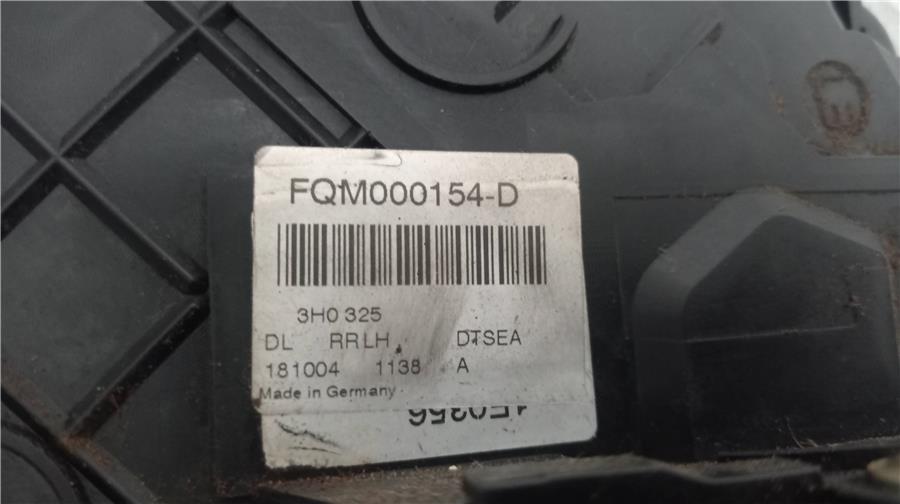 FQM000154-D
3H0 325
DL RRLH DTSEA
181004 1138 A
Made in Germany